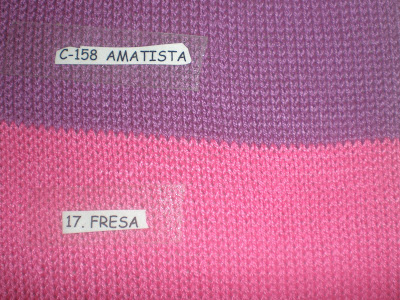 C-158 AMATISTA
17. FRESA